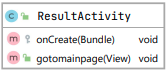 C ResultActivity
m onCreate(Bundle) void
m gotomainpage(View) void